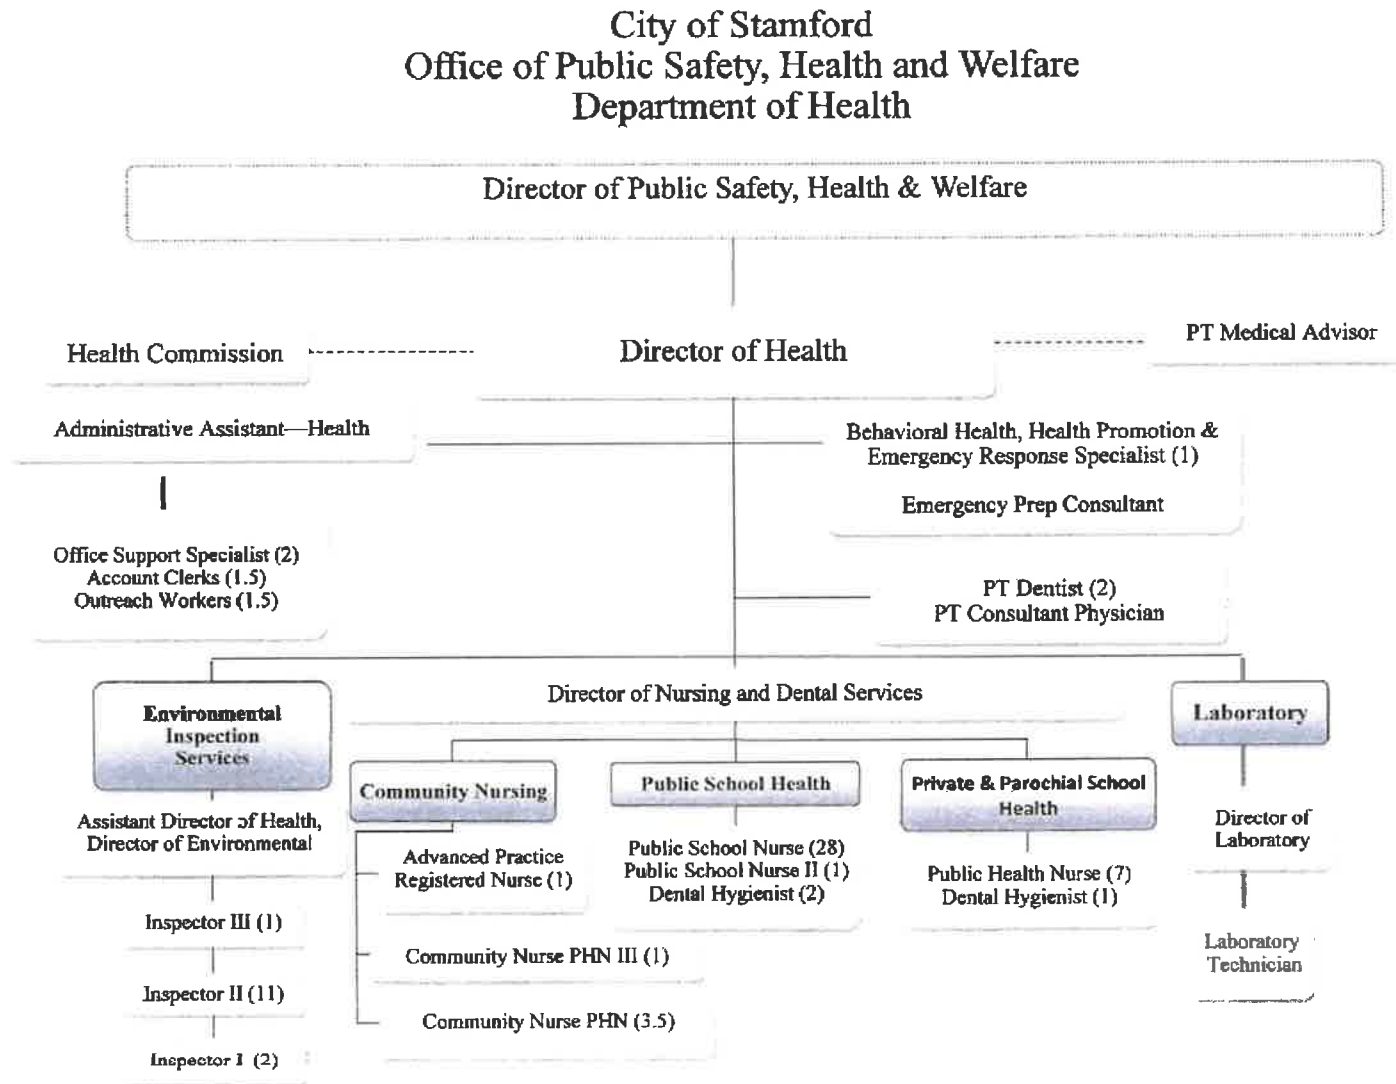 City of Stamford
Office of Public Safety, Health and Welfare
Department of Health
Director of Public Safety, Health & Welfare
Health Commission
Director of Health
PT Medical Advisor
Administrative Assistant—Health
Behavioral Health, Health Promotion &
Emergency Response Specialist (1)
Emergency Prep Consultant
Office Support Specialist (2)
Account Clerks (1.5)
Outreach Workers (1.5)
PT Dentist (2)
PT Consultant Physician
Environmental
Inspection
Services
Director of Nursing and Dental Services
Laboratory
Community Nursing
Public School Health
Private & Parochial School
Health
Assistant Director of Health,
Director of Environmental
Advanced Practice
Registered Nurse (1)
Public School Nurse (28)
Public School Nurse II (1)
Dental Hygienist (2)
Public Health Nurse (7)
Dental Hygienist (1)
Director of
Laboratory
Inspector III (1)
Community Nurse PHN III (1)
Laboratory
Technician
Inspector II (11)
Community Nurse PHN (3.5)
Inspector I (2)